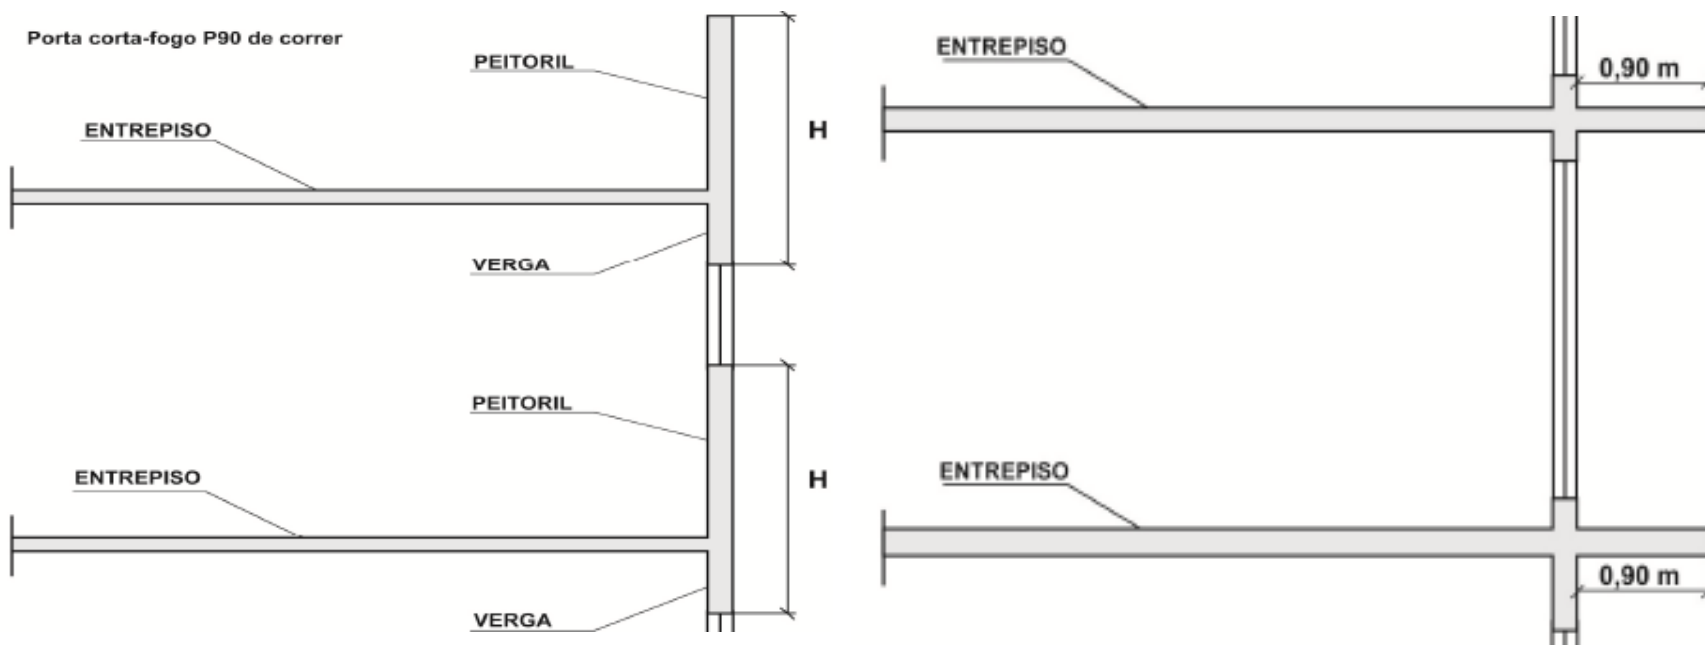 Porta corta-fogo P90 de correr
PEITORIL
ENTREPISO
H
VERGA
PEITORIL
ENTREPISO
H
VERGA
ENTREPISO
0,90 m
ENTREPISO
0,90 m